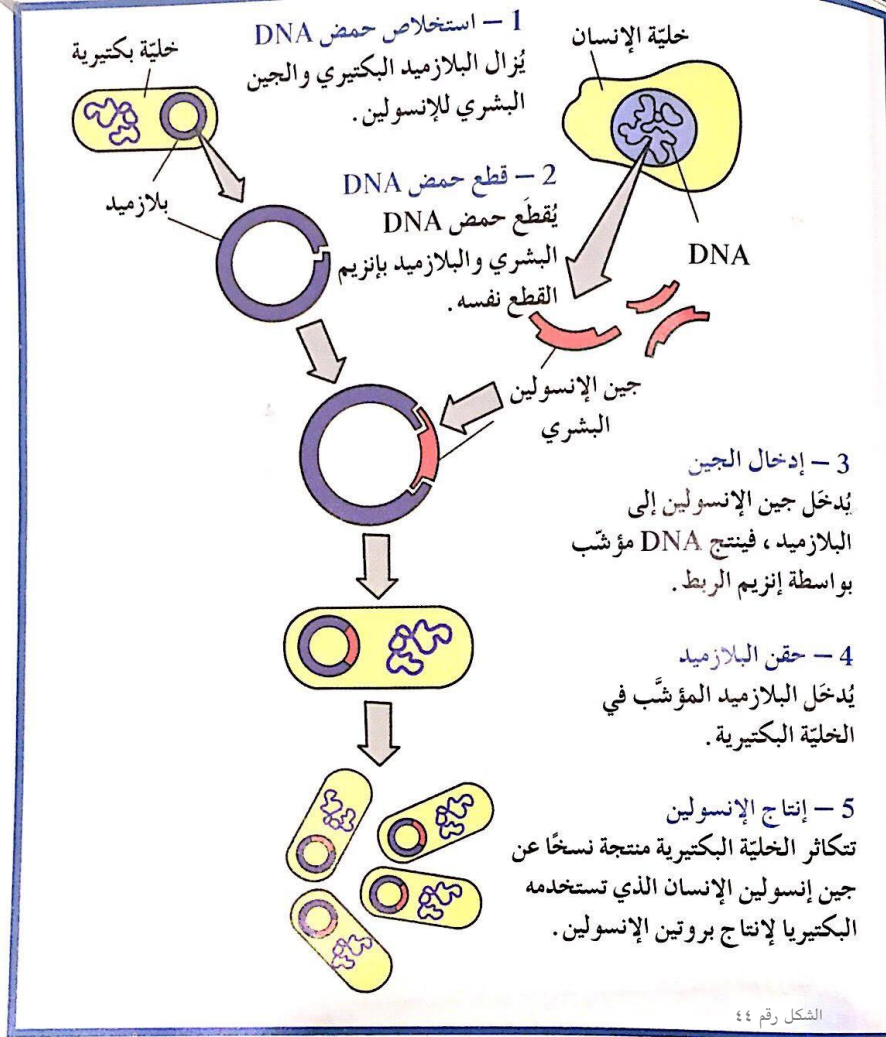 خليّة الإنسان
خليّة بكتيرية
1 – استخلاص حمض DNA
يُزال البلازميد البكتيري والجين
البشري للإنسولين.
بلازميد
DNA
2 – قطع حمض DNA
يُقطَع حمض DNA
البشري والبلازميد بإنزيم
القطع نفسه.
جين الإنسولين
البشري
3 – إدخال الجين
يُدخَل جين الإنسولين إلى
البلازميد، فينتج DNA مؤشّب
بواسطة إنزيم الربط.
4 – حقن البلازميد
يُدخَل البلازميد المؤشَّب في
الخليّة البكتيرية.
5 – إنتاج الإنسولين
تتكاثر الخليّة البكتيرية منتجة نسخًا عن
جين إنسولين الإنسان الذي تستخدمه
البكتيريا لإنتاج بروتين الإنسولين.
الشكل رقم ٤٤